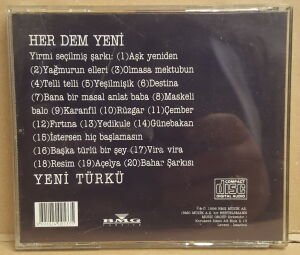 HER DEM YENİ
Yirmi seçilmiş şarkı: (1)Aşk yeniden
(2)Yağmurun elleri (3)Olmasa mektubun
(4)Telli telli (5)Yeşilmişik (6)Destina
(7)Bana bir masal anlat baba (8)Maskeli
balo (9)Karanfil (10)Rüzgar (11)Çember
(12)Fırtına (13)Yedikule (14)Günebakan
(15)İstersen hiç başlamasın
(16)Başka türlü bir şey (17)Vira vira
(18)Resim (19)Açelya (20)Bahar Şarkısı
YENİ TÜRKÜ
BMG
COMPACT
disc
DIGITAL AUDIO